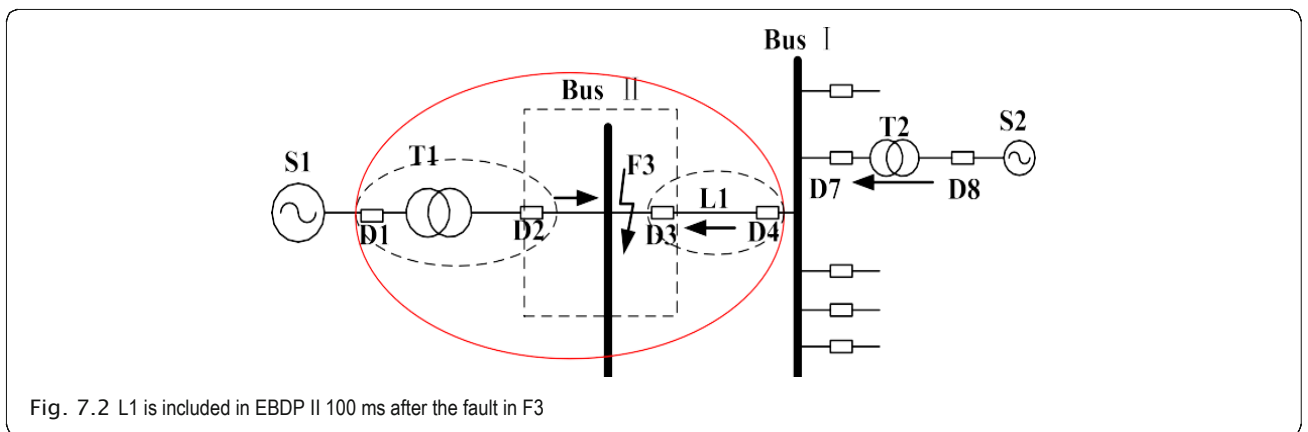 Bus Ⅰ
Bus Ⅱ
S1
T1
F3
L1
T2
S2
D1
D2
D3
D4
D7
D8
Fig. 7.2 L1 is included in EBDP II 100 ms after the fault in F3